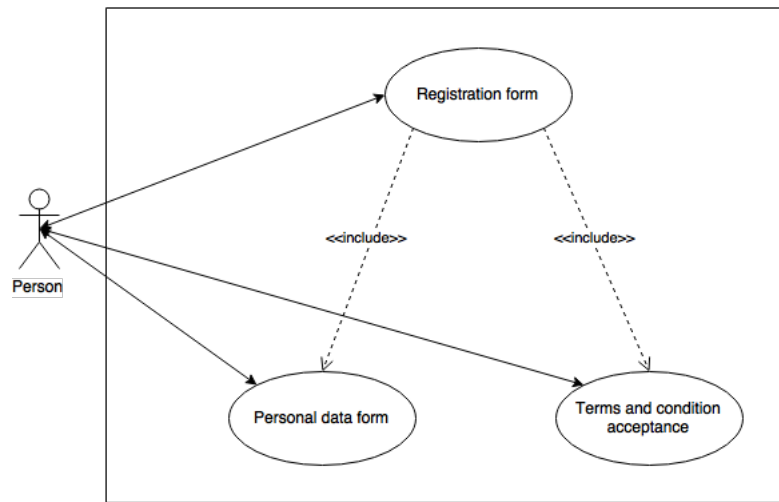 Registration form
<<include>>
<<include>>
Person
Personal data form
Terms and condition
acceptance